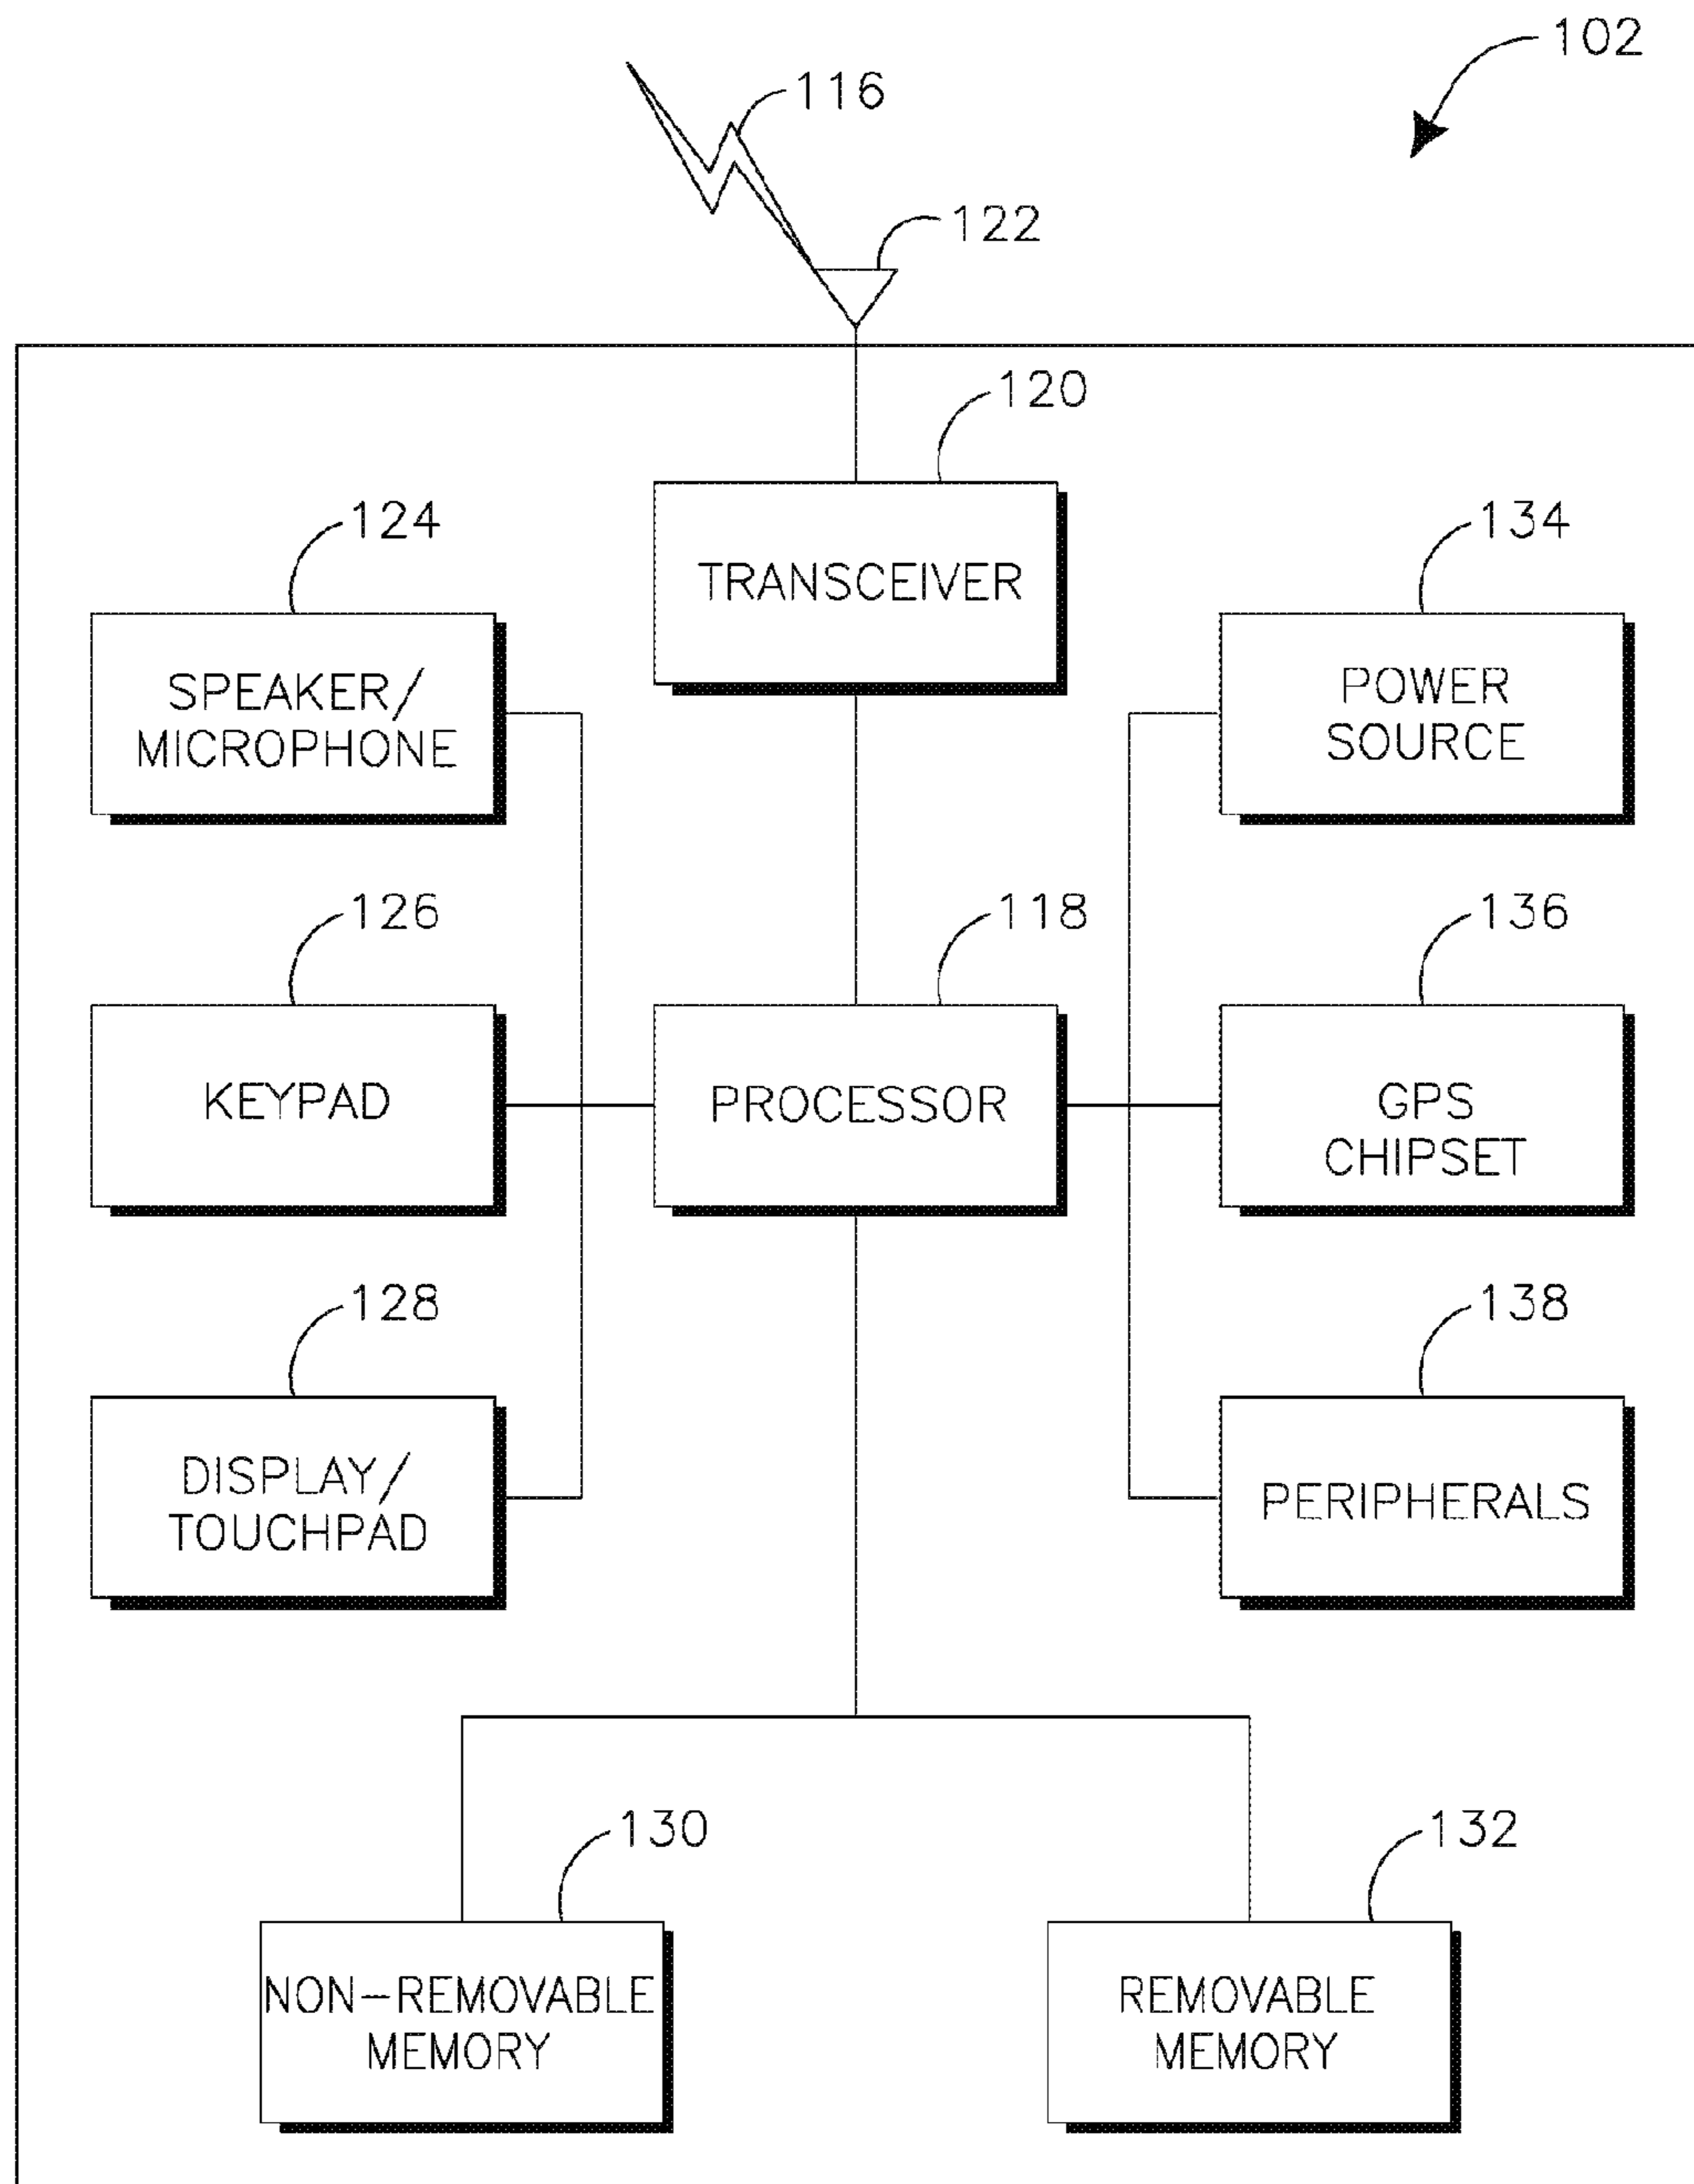 102
116
122
120
TRANSCEIVER
124
SPEAKER/
MICROPHONE
134
POWER
SOURCE
126
KEYPAD
118
PROCESSOR
136
GPS
CHIPSET
128
DISPLAY/
TOUCHPAD
138
PERIPHERALS
130
NON-REMOVABLE
MEMORY
132
REMOVABLE
MEMORY